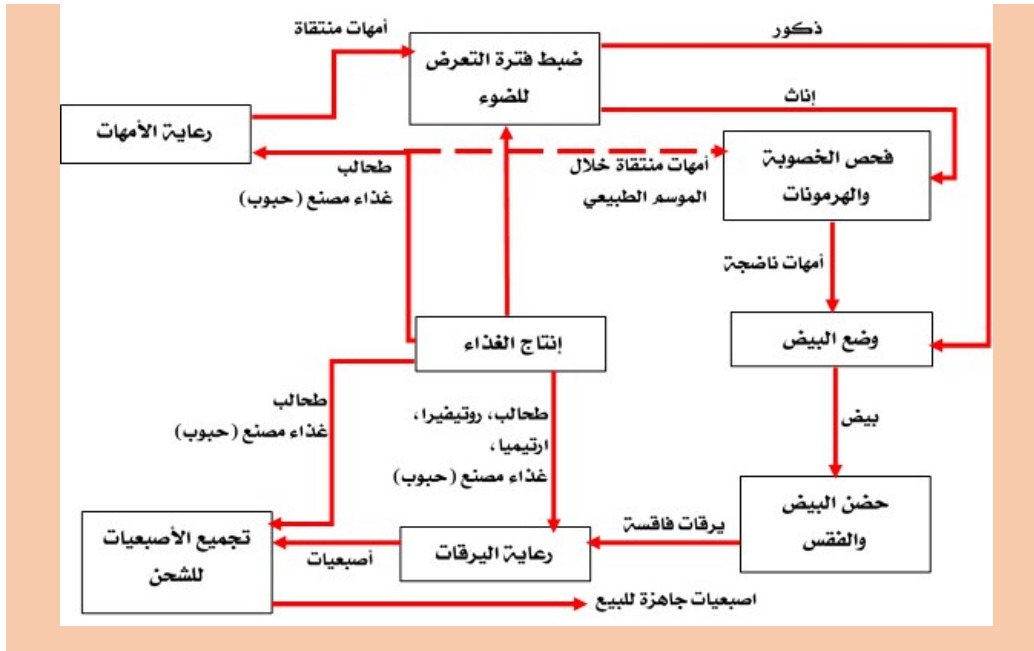 أمهات منتقاة
ذكور
ضبط فترة التعرض
للضوء
إناث
رعاية الأمهات
طحالب
غذاء مصنع (حبوب)
أمهات منتقاة خلال
الموسم الطبيعي
فحص الخصوبة
والهرمونات
أمهات ناضجة
إنتاج الغذاء
وضع البيض
طحالب
غذاء مصنع (حبوب)
طحالب، روتيفيرا،
ارتيميا،
غذاء مصنع (حبوب)
بيض
حضن البيض
والفقس
يرقات فاقسة
رعاية اليرقات
أصبعيات
تجميع الأصبعيات
للشحن
اصبعيات جاهزة للبيع